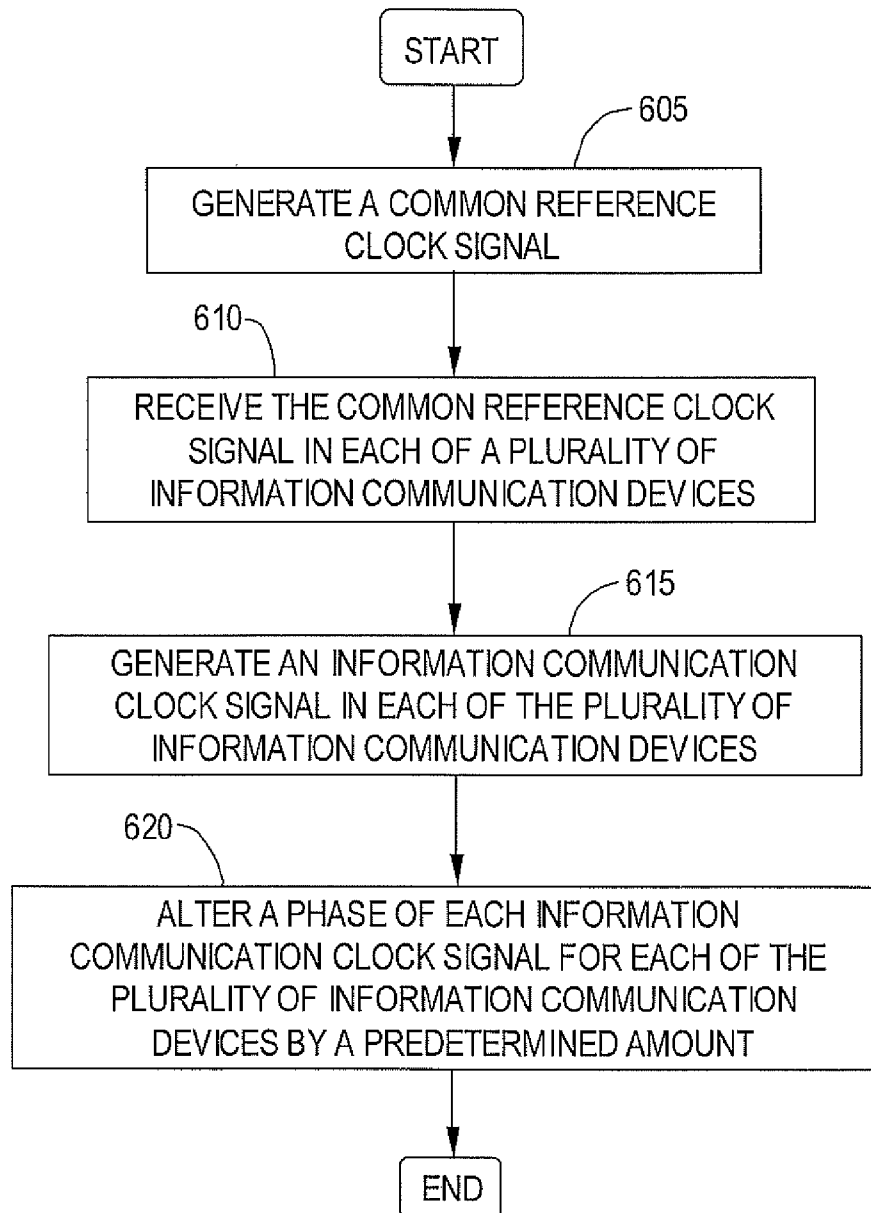 START
605
GENERATE A COMMON REFERENCE
CLOCK SIGNAL
610
RECEIVE THE COMMON REFERENCE CLOCK
SIGNAL IN EACH OF A PLURALITY OF
INFORMATION COMMUNICATION DEVICES
615
GENERATE AN INFORMATION COMMUNICATION
CLOCK SIGNAL IN EACH OF THE PLURALITY OF
INFORMATION COMMUNICATION DEVICES
620
ALTER A PHASE OF EACH INFORMATION
COMMUNICATION CLOCK SIGNAL FOR EACH OF THE
PLURALITY OF INFORMATION COMMUNICATION
DEVICES BY A PREDETERMINED AMOUNT
END